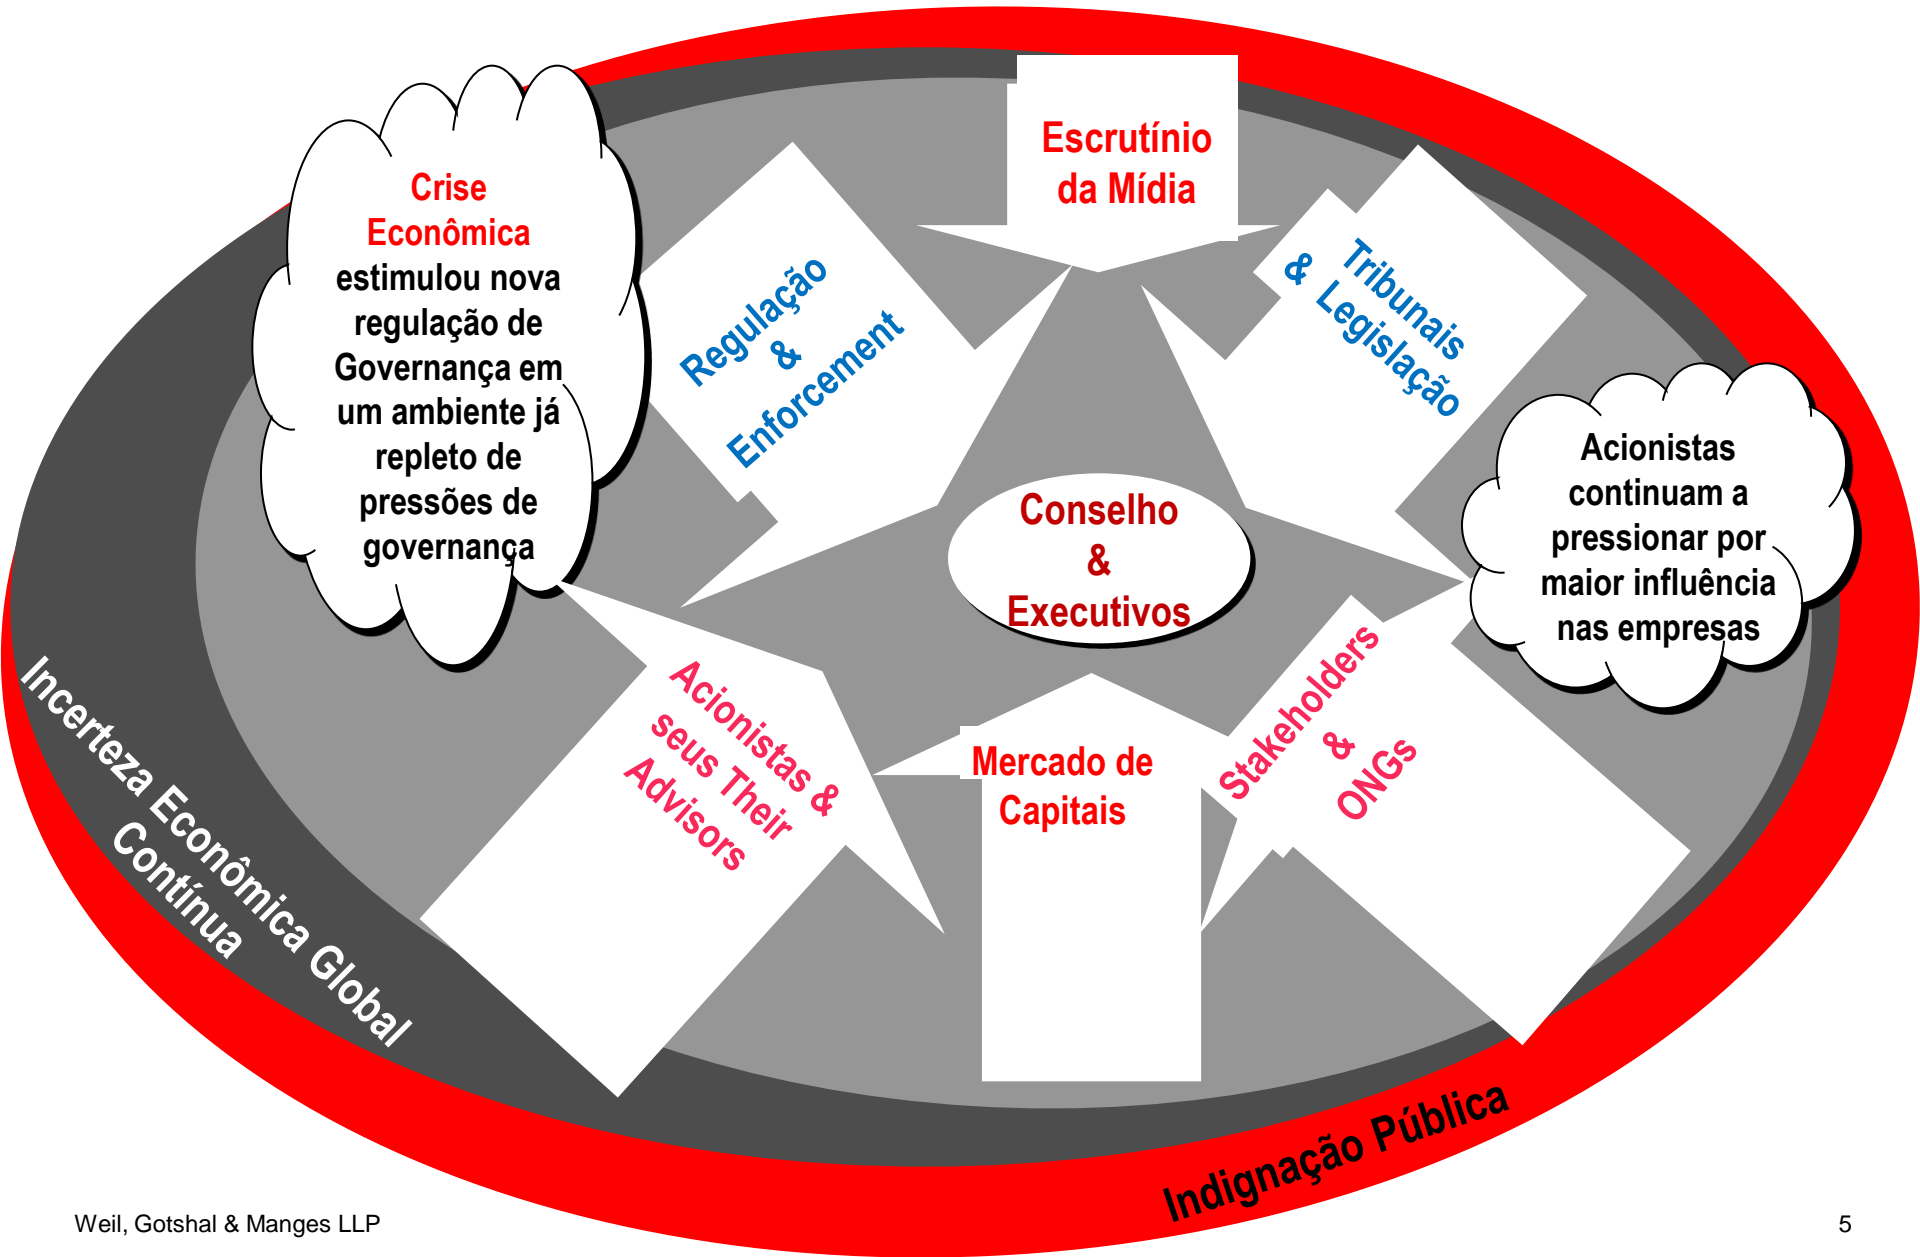 Escrutínio
da Mídia
Crise
Econômica
estimulou nova
regulação de
Governança em
um ambiente já
repleto de
pressões de
governança
Regulação
&
Enforcement
Tribunais
& Legislação
Acionistas
continuam a
pressionar por
maior influência
nas empresas
Conselho
&
Executivos
Acionistas &
seus Their
Advisors
Mercado de
Capitais
Stakeholders
&
ONGs
Incerteza Econômica Global
Contínua
Indignação Pública
Weil, Gotshal & Manges LLP
5